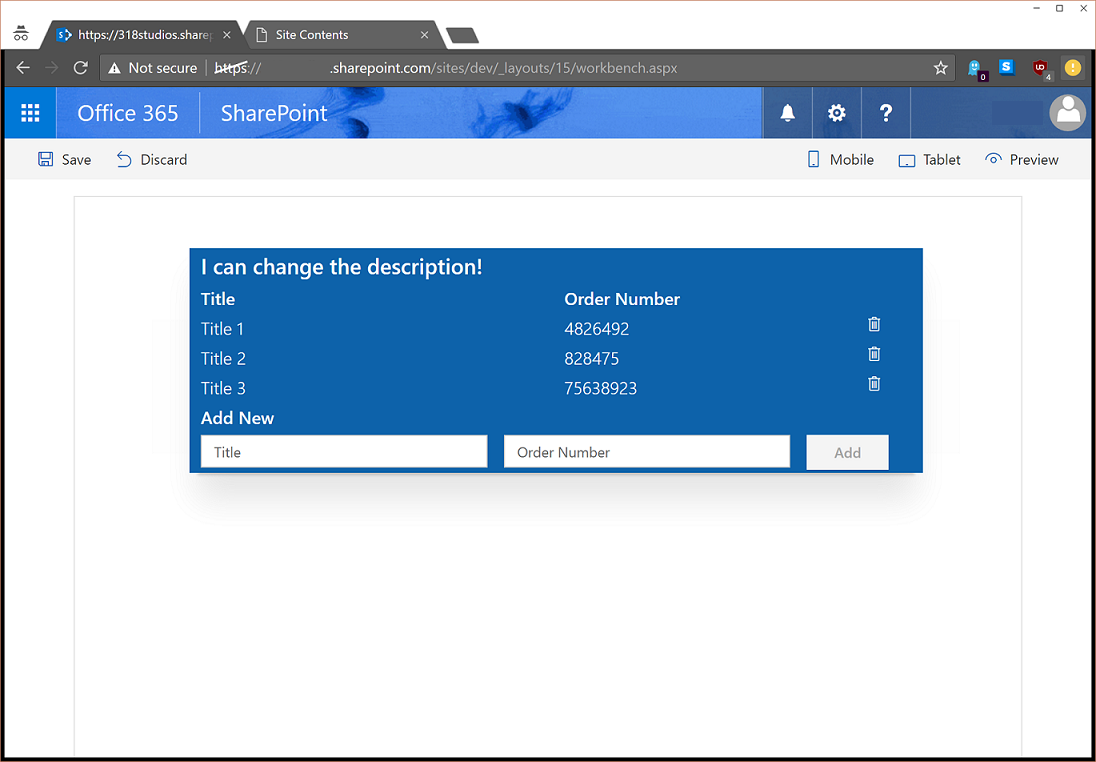 https://318studios.sharep
Site Contents
Not secure https:// .sharepoint.com/sites/dev/_layouts/15/workbench.aspx
S
0
UD
4
Office 365 SharePoint
?
Save Discard Mobile Tablet Preview
I can change the description!
Title Order Number
Title 1 4826492
Title 2 828475
Title 3 75638923
Add New
Title Order Number Add